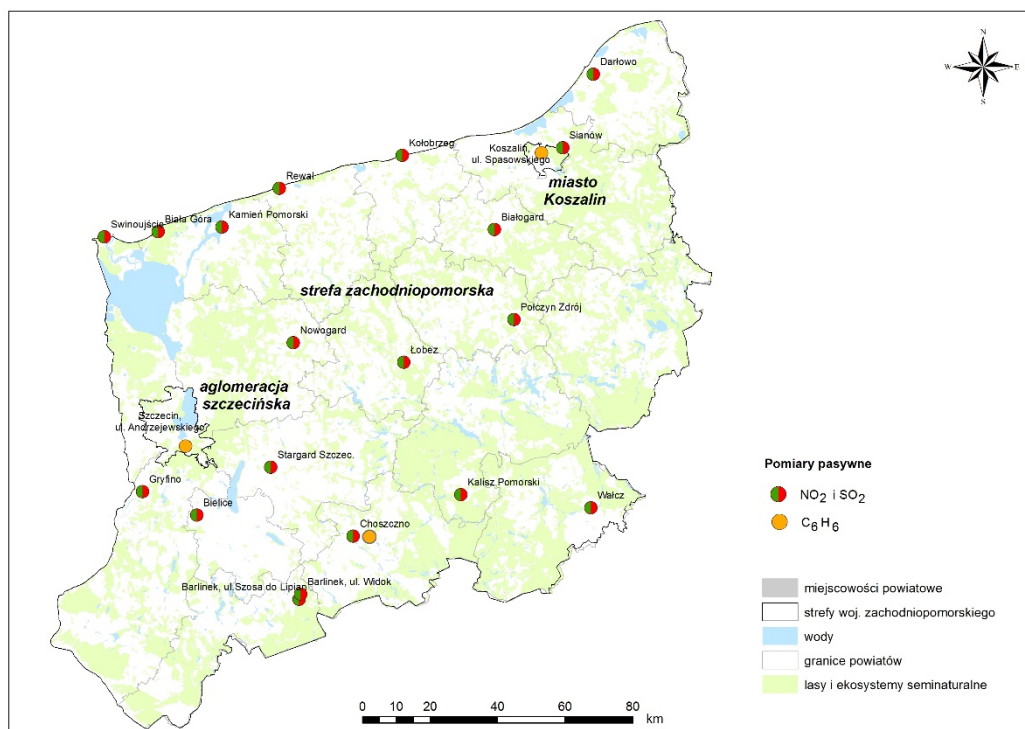 N
W E
S
Darłowo
Sianów
Kołobrzeg
Koszalin,
ul. Spasowskiego
miasto
Koszalin
Rewal
Swinoujście
Biała Góra
Kamień Pomorski
Białogard
strefa zachodniopomorska
Połczyn Zdrój
Nowogard
Łobez
aglomeracja
szczecińska
Szczecin,
ul. Andrzejewskiego
Stargard Szczec.
Gryfino
Bielice
Kalisz Pomorski
Wałcz
Choszczno
Barlinek, ul.Szosa do Lipian
Barlinek, ul. Widok
Pomiary pasywne
NO2 i SO2
C6H6
miejscowości powiatowe
strefy woj. zachodniopomorskiego
wody
granice powiatów
lasy i ekosystemy seminaturalne
0 10 20 40 60 80
km